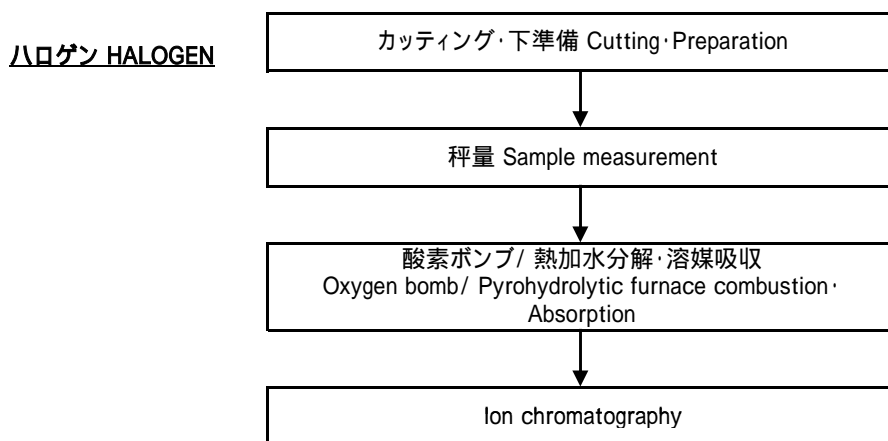 ハロゲン HALOGEN
カッティング･下準備 Cutting･Preparation
秤量 Sample measurement
酸素ボンブ/ 熱加水分解･溶媒吸収
Oxygen bomb/ Pyrohydrolytic furnace combustion･
Absorption
Ion chromatography